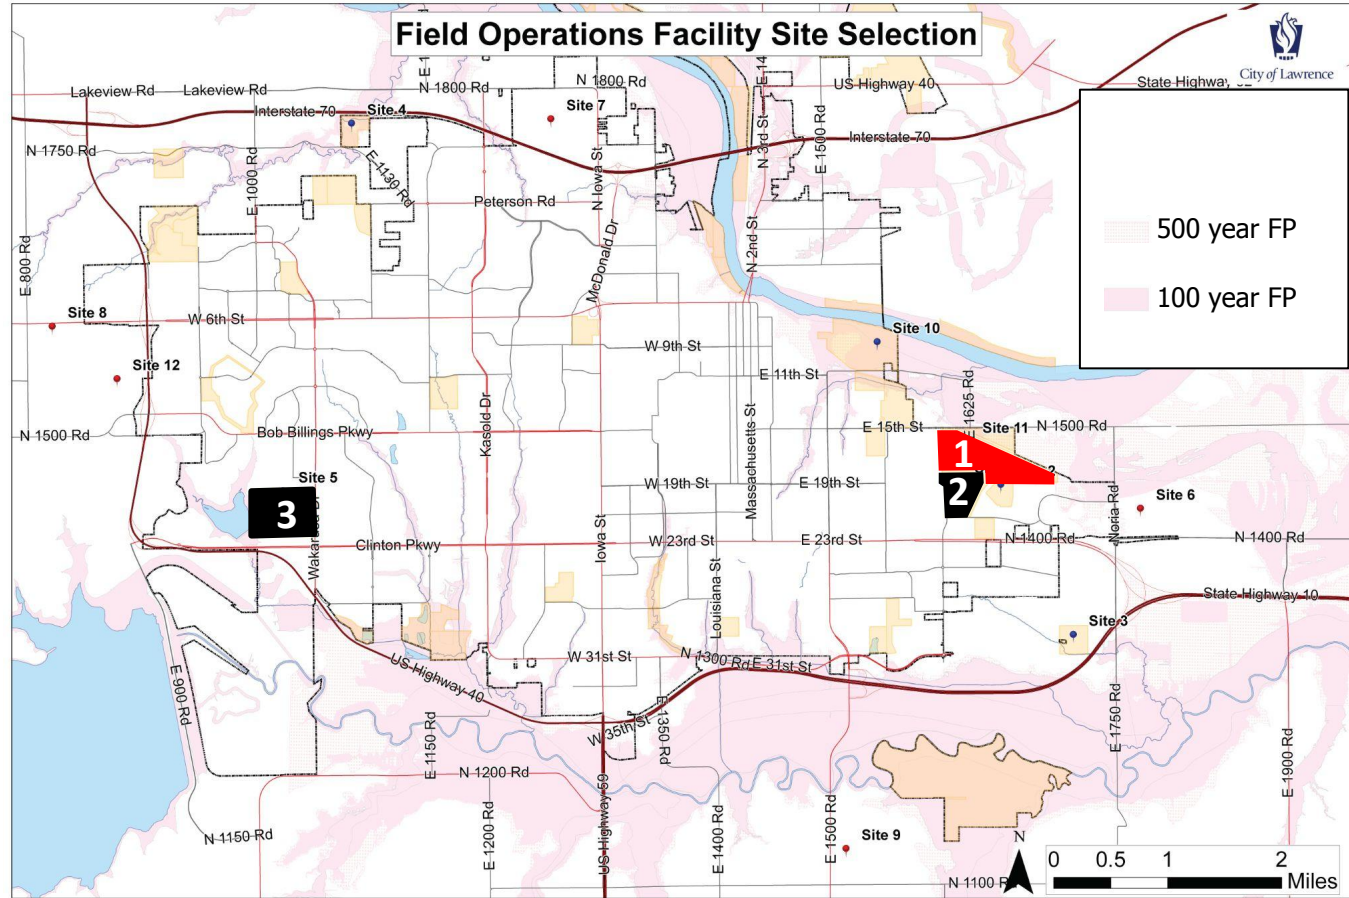 Field Operations Facility Site Selection
City of Lawrence
500 year FP
100 year FP
Lakeview Rd
Lakeview Rd
N 1800 Rd
N 1800 Rd
US Highway 40
Interstate 70
Site 4
Site 7
Interstate 70
N 1750 Rd
E 1000 Rd
E 1130 Rd
N Iowa St
N 3rd St
E 1500 Rd
Peterson Rd
E 800 Rd
McDonald Dr
N 2nd St
Site 8
W 6th St
Site 10
W 9th St
Site 12
E 11th St
E 1625 Rd
Kasold Dr
Massachusetts St
N 1500 Rd
Bob Billings Pkwy
E 15th St
Site 11
N 1500 Rd
1
2
Site 5
W 19th St
E 19th St
2
Noria Rd
Site 6
3
Clinton Pkwy
Iowa St
W 23rd St
E 23rd St
N 1400 Rd
N 1400 Rd
Louisiana St
State Highway 10
Site 3
W 31st St
N 1300 Rd
E 31st St
E 900 Rd
US Highway 40
E 1150 Rd
W 35th St
E 1350 Rd
E 1750 Rd
E 1900 Rd
N 1200 Rd
US Highway 59
N 1150 Rd
E 1200 Rd
E 1400 Rd
E 1500 Rd
Site 9
N
0 0.5 1 2
Miles
N 1100